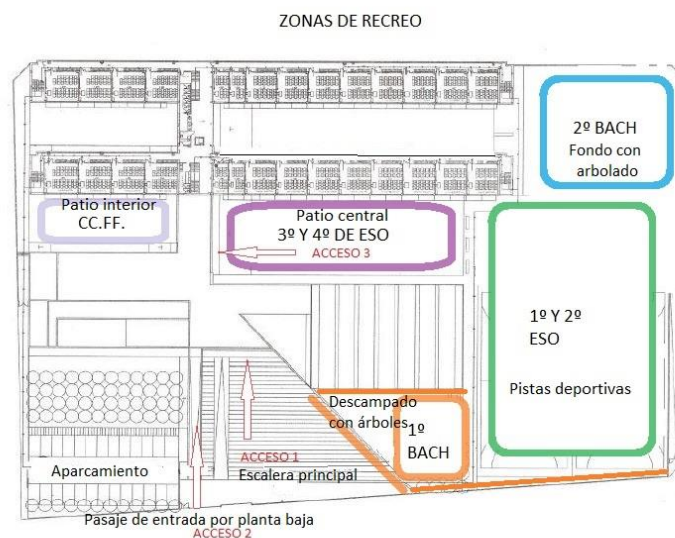 ZONAS DE RECREO
2º BACH
Fondo con
arbolado
Patio interior
CC.FF.
Patio central
3º Y 4º DE ESO
ACCESO 3
1º Y 2º
ESO
Pistas deportivas
Descampado
con árboles
1º
BACH
ACCESO 1
Escalera principal
Aparcamiento
Pasaje de entrada por planta baja
ACCESO 2